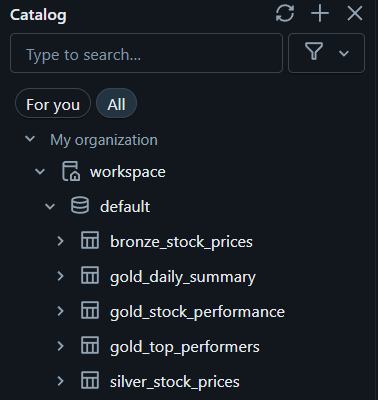 Catalog
Type to search...
For you All
My organization
workspace
default
bronze_stock_prices
gold_daily_summary
gold_stock_performance
gold_top_performers
silver_stock_prices